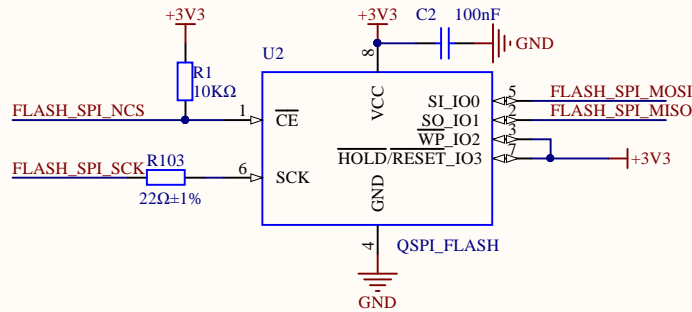 +3V3
+3V3
C2
100nF
GND
U2
R1
10KΩ
8
VCC
FLASH_SPI_NCS
1
CE
SI_IO0
5
FLASH_SPI_MOSI
SO_IO1
2
FLASH_SPI_MISO
WP_IO2
3
HOLD/RESET_IO3
7
+3V3
FLASH_SPI_SCK
R103
22Ω±1%
6
SCK
GND
4
QSPI_FLASH
GND